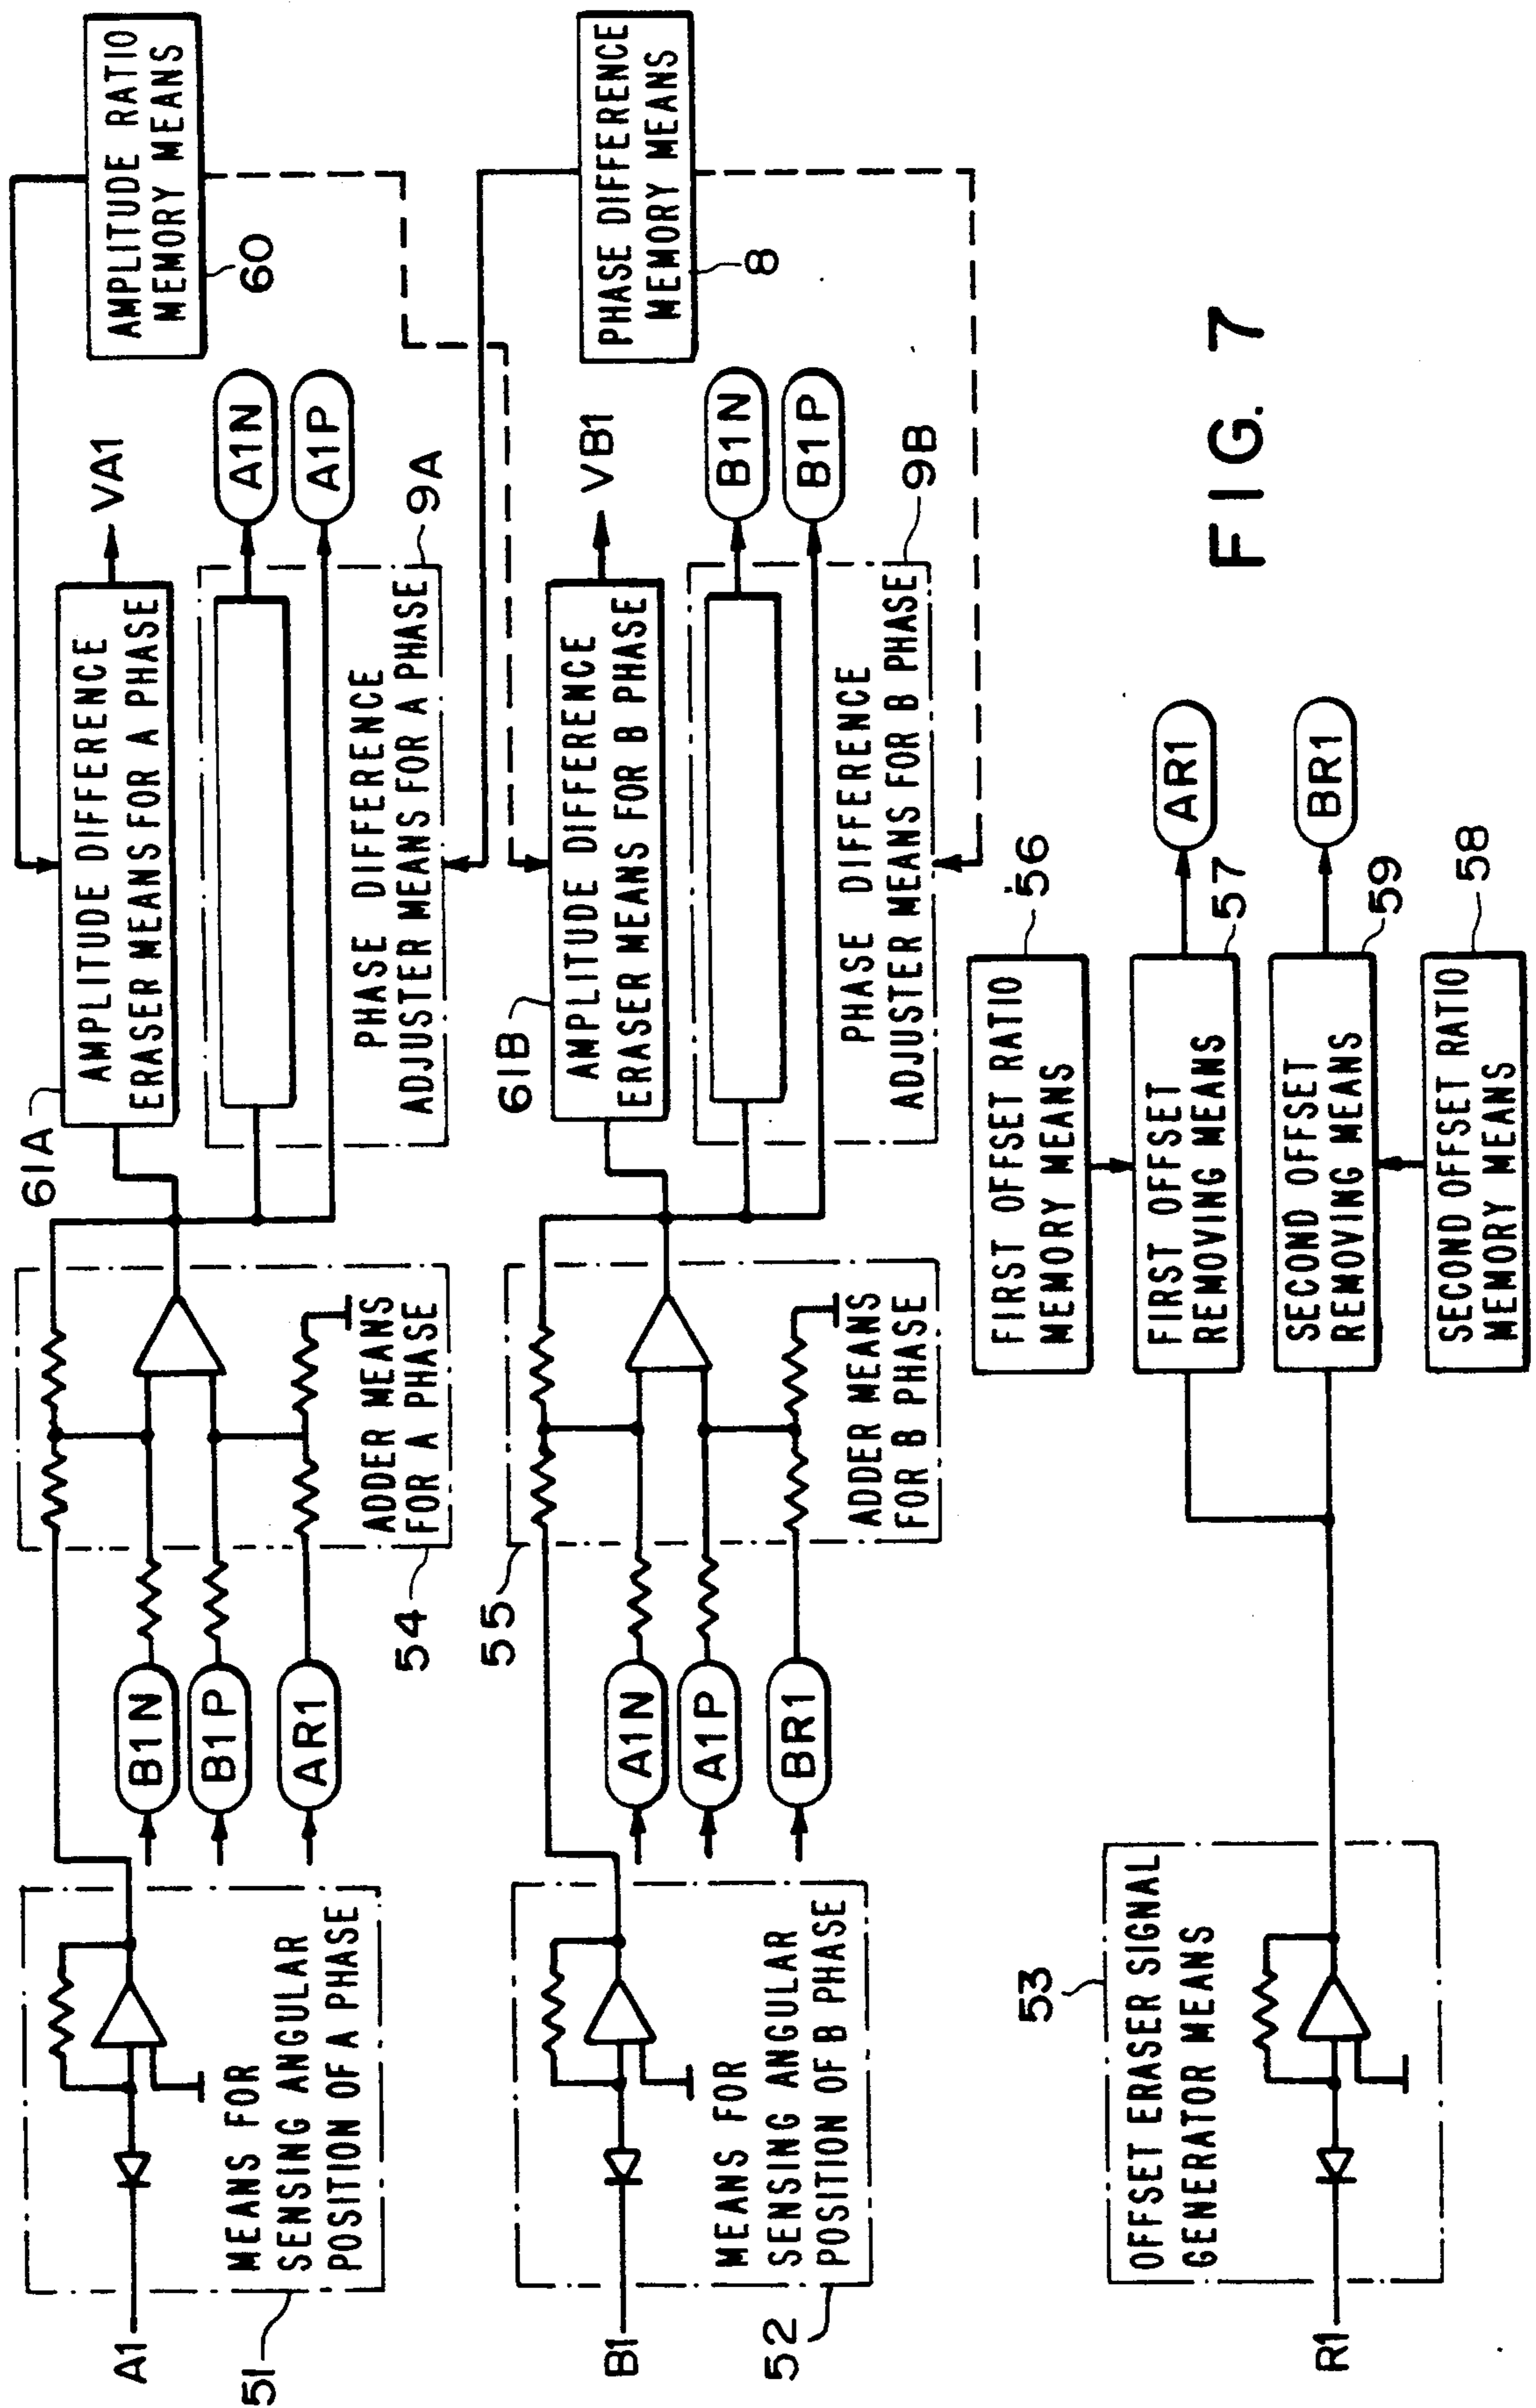 A1
51
MEANS FOR
SENSING ANGULAR
POSITION OF A PHASE
B1N
B1P
AR1
54
ADDER MEANS
FOR A PHASE
61A
AMPLITUDE DIFFERENCE
ERASER MEANS FOR A PHASE
VA1
A1N
A1P
PHASE DIFFERENCE
ADJUSTER MEANS FOR A PHASE
9A
AMPLITUDE RATIO
MEMORY MEANS
60
B1
52
MEANS FOR
SENSING ANGULAR
POSITION OF B PHASE
A1N
A1P
BR1
55
ADDER MEANS
FOR B PHASE
61B
AMPLITUDE DIFFERENCE
ERASER MEANS FOR B PHASE
VB1
B1N
B1P
PHASE DIFFERENCE
ADJUSTER MEANS FOR B PHASE
9B
PHASE DIFFERENCE
MEMORY MEANS
8
R1
53
OFFSET ERASER SIGNAL
GENERATOR MEANS
FIRST OFFSET RATIO
MEMORY MEANS
56
FIRST OFFSET
REMOVING MEANS
57
AR1
SECOND OFFSET
REMOVING MEANS
59
BR1
SECOND OFFSET RATIO
MEMORY MEANS
58
FIG. 7